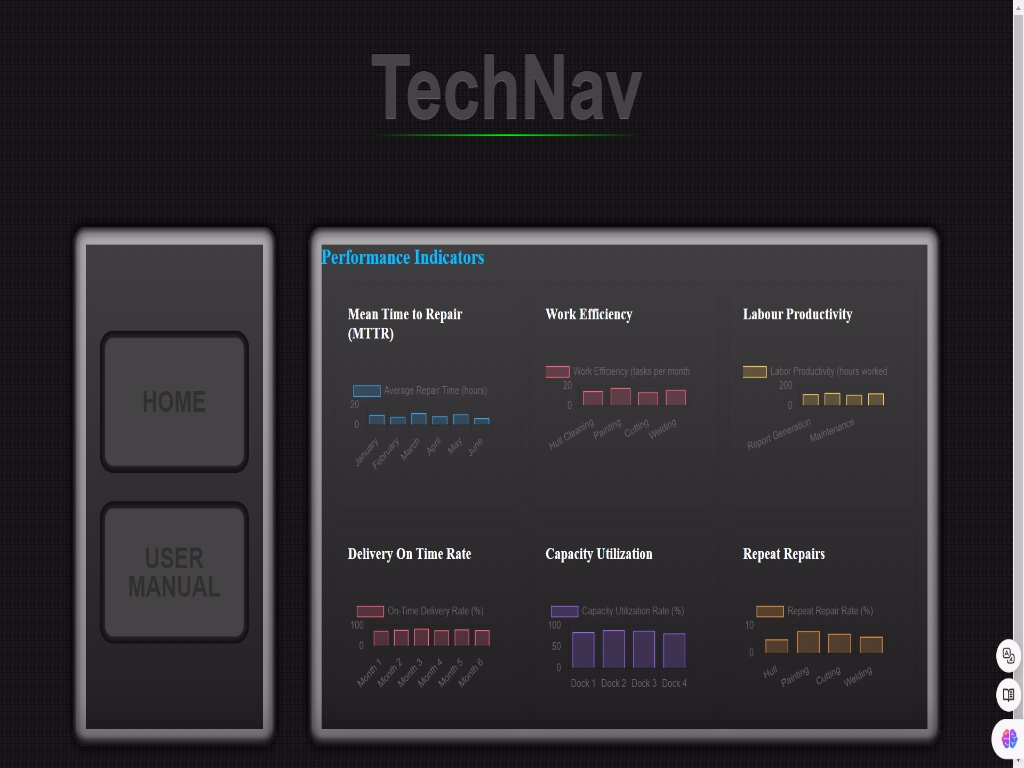 TechNav
HOME
USER
MANUAL
Performance Indicators
Mean Time to Repair
(MTTR)
Average Repair Time (hours)
20
0
January
February
March
April
May
June
Work Efficiency
Work Efficiency (tasks per month
20
0
Hull Cleaning
Painting
Cutting
Welding
Labour Productivity
Labor Productivity (hours worked
200
0
Report Generation
Maintenance
Delivery On Time Rate
On-Time Delivery Rate (%)
100
0
Month 1
Month 2
Month 3
Month 4
Month 5
Month 6
Capacity Utilization
Capacity Utilization Rate (%)
100
50
0
Dock 1 Dock 2 Dock 3 Dock 4
Repeat Repairs
Repeat Repair Rate (%)
10
0
Hull
Painting
Cutting
Welding